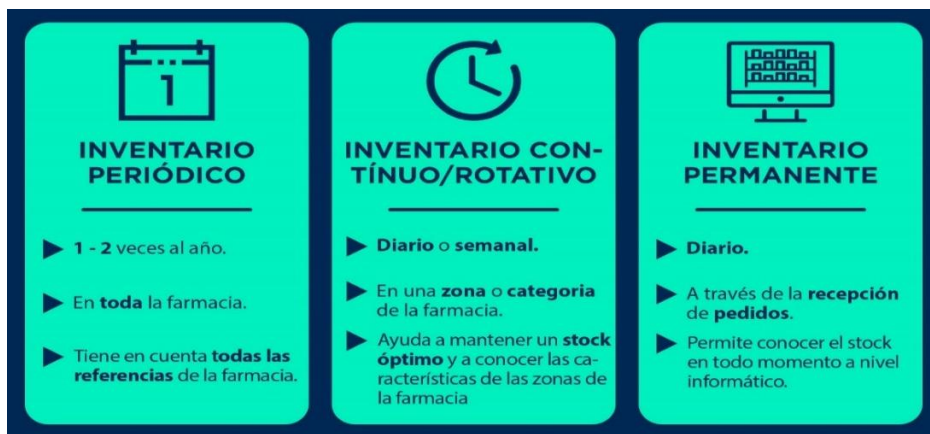 1
INVENTARIO
PERIÓDICO
1 - 2 veces al año.
En toda la farmacia.
Tiene en cuenta todas las
referencias de la farmacia.
INVENTARIO CON-
TÍNUO/ROTATIVO
Diario o semanal.
En una zona o categoria
de la farmacia.
Ayuda a mantener un stock
óptimo y a conocer las ca-
racterísticas de las zonas de
la farmacia
INVENTARIO
PERMANENTE
Diario.
A través de la recepción
de pedidos.
Permite conocer el stock
en todo momento a nivel
informático.